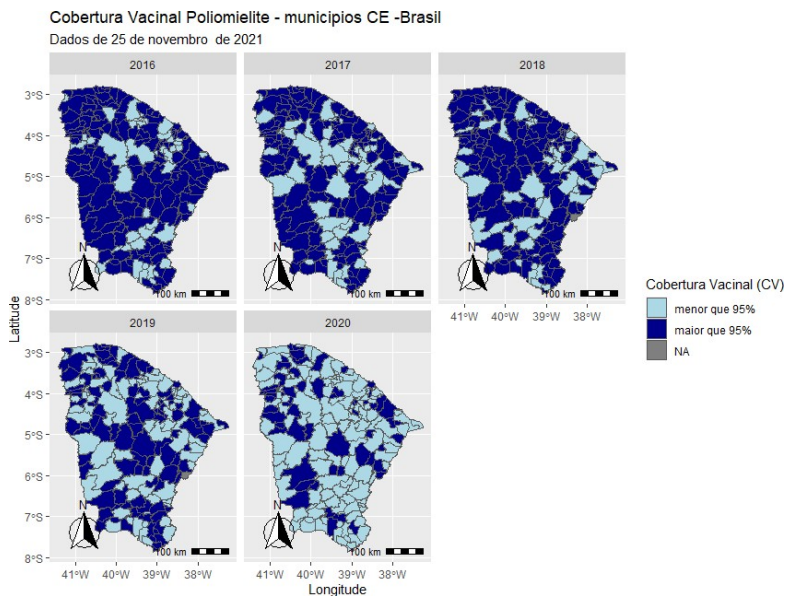 Cobertura Vacinal Poliomielite - municipios CE -Brasil
Dados de 25 de novembro  de 2021
2016
2017
2018
3°S
4°S
5°S
6°S
7°S
8°S
N
100 km
N
100 km
N
100 km
41°W
40°W
39°W
38°W
2019
2020
3°S
4°S
5°S
6°S
7°S
8°S
N
100 km
N
100 km
41°W
40°W
39°W
38°W
41°W
40°W
39°W
38°W
Longitude
Latitude
Cobertura Vacinal (CV)
menor que 95%
maior que 95%
NA